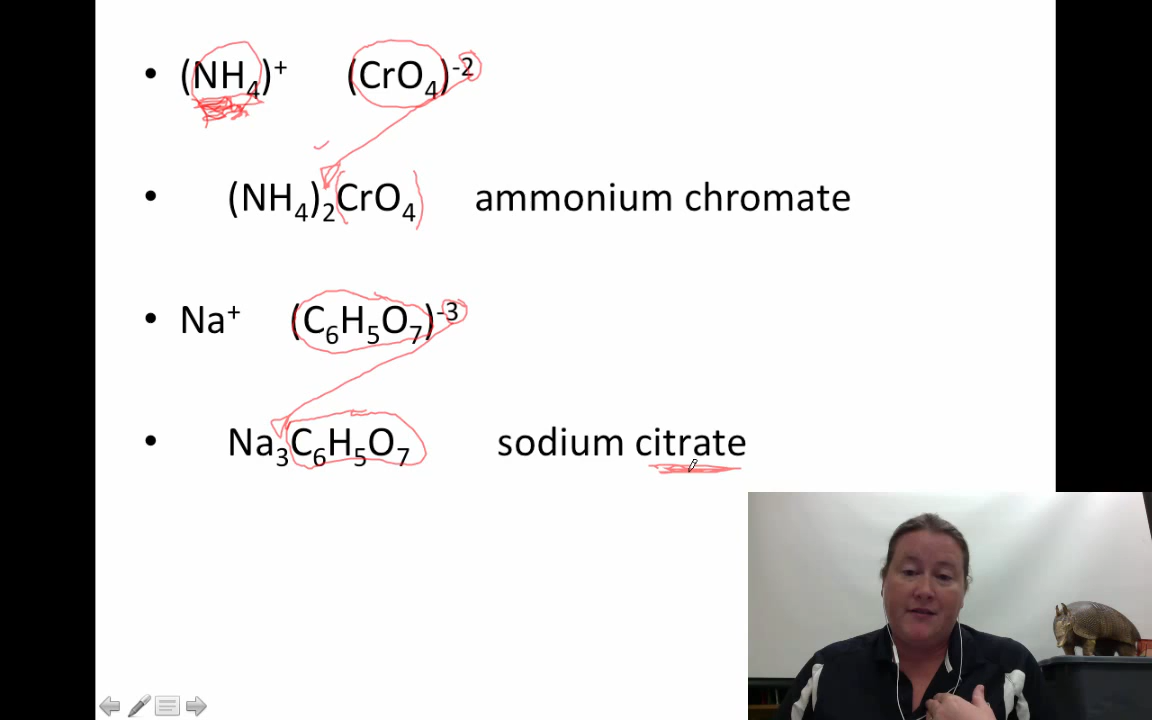 • (NH₄)⁺ (CrO₄)⁻²
• (NH₄)₂CrO₄ ammonium chromate
• Na⁺ (C₆H₅O₇)⁻³
• Na₃C₆H₅O₇ sodium citrate